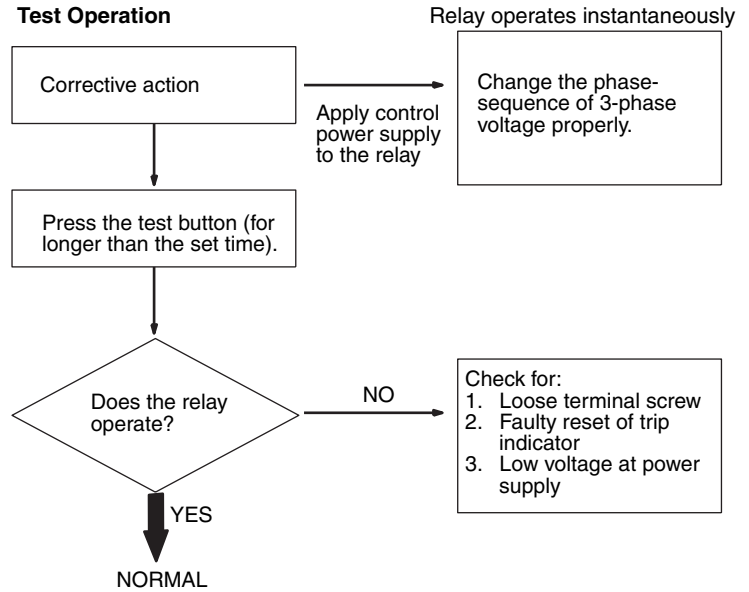 Test Operation
Relay operates instantaneously
Corrective action
Apply control
power supply
to the relay
Change the phase-
sequence of 3-phase
voltage properly.
Press the test button (for
longer than the set time).
Does the relay
operate?
NO
Check for:
1. Loose terminal screw
2. Faulty reset of trip
indicator
3. Low voltage at power
supply
YES
NORMAL